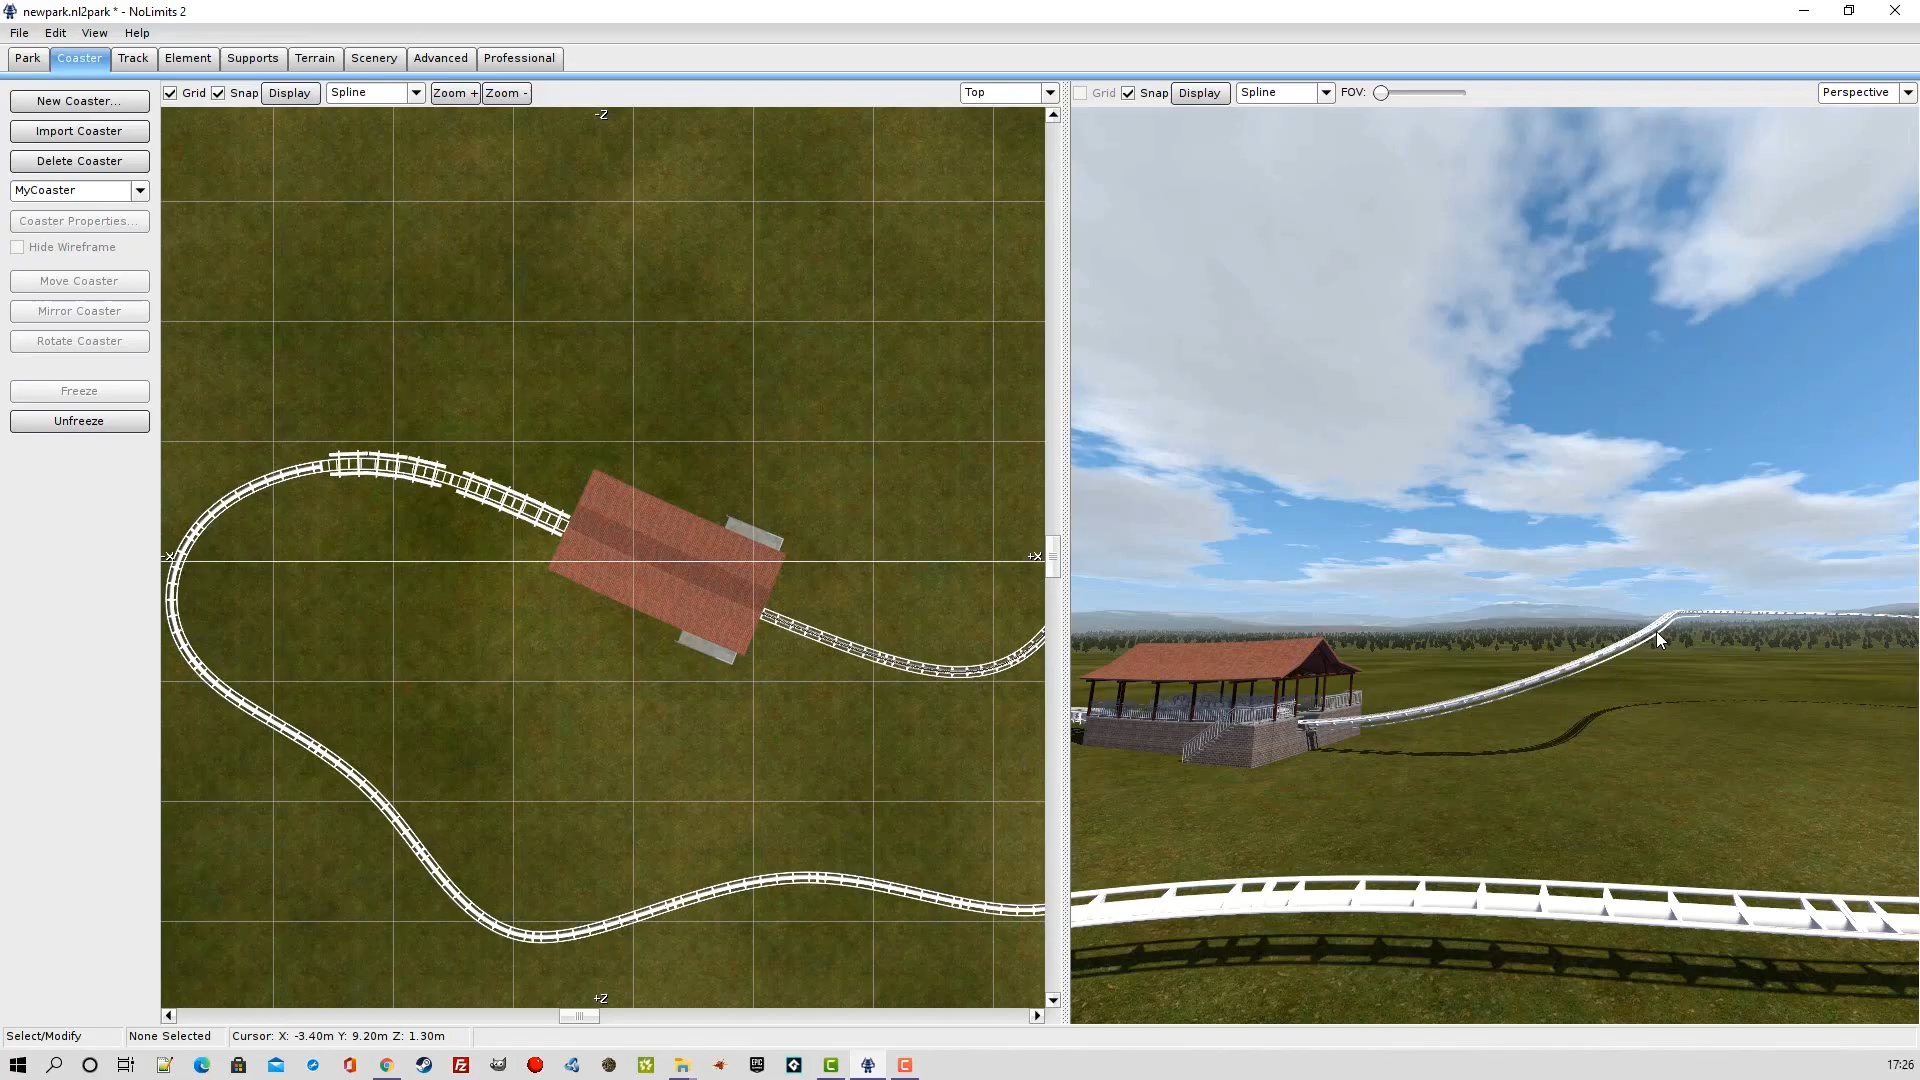 newpark.nl2park * - NoLimits 2
File Edit View Help
Park Coaster Track Element Supports Terrain Scenery Advanced Professional
Grid Snap Display Spline Zoom + Zoom - Top
Grid Snap Display Spline FOV: Perspective
New Coaster...
Import Coaster
Delete Coaster
MyCoaster
Coaster Properties...
Hide Wireframe
Move Coaster
Mirror Coaster
Rotate Coaster
Freeze
Unfreeze
-Z
-X
+X
+Z
Select/Modify None Selected Cursor: X: -3.40m Y: 9.20m Z: 1.30m
17:26